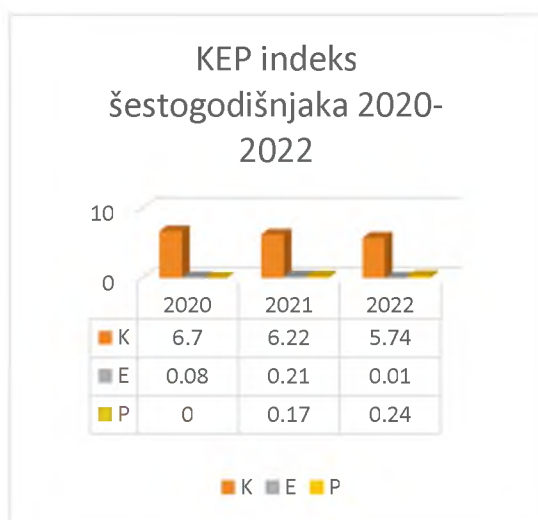 KEP indeks
šestogodišnjaka 2020-
2022
10
0
2020 2021 2022
K 6.7 6.22 5.74
E 0.08 0.21 0.01
P 0 0.17 0.24
K E P